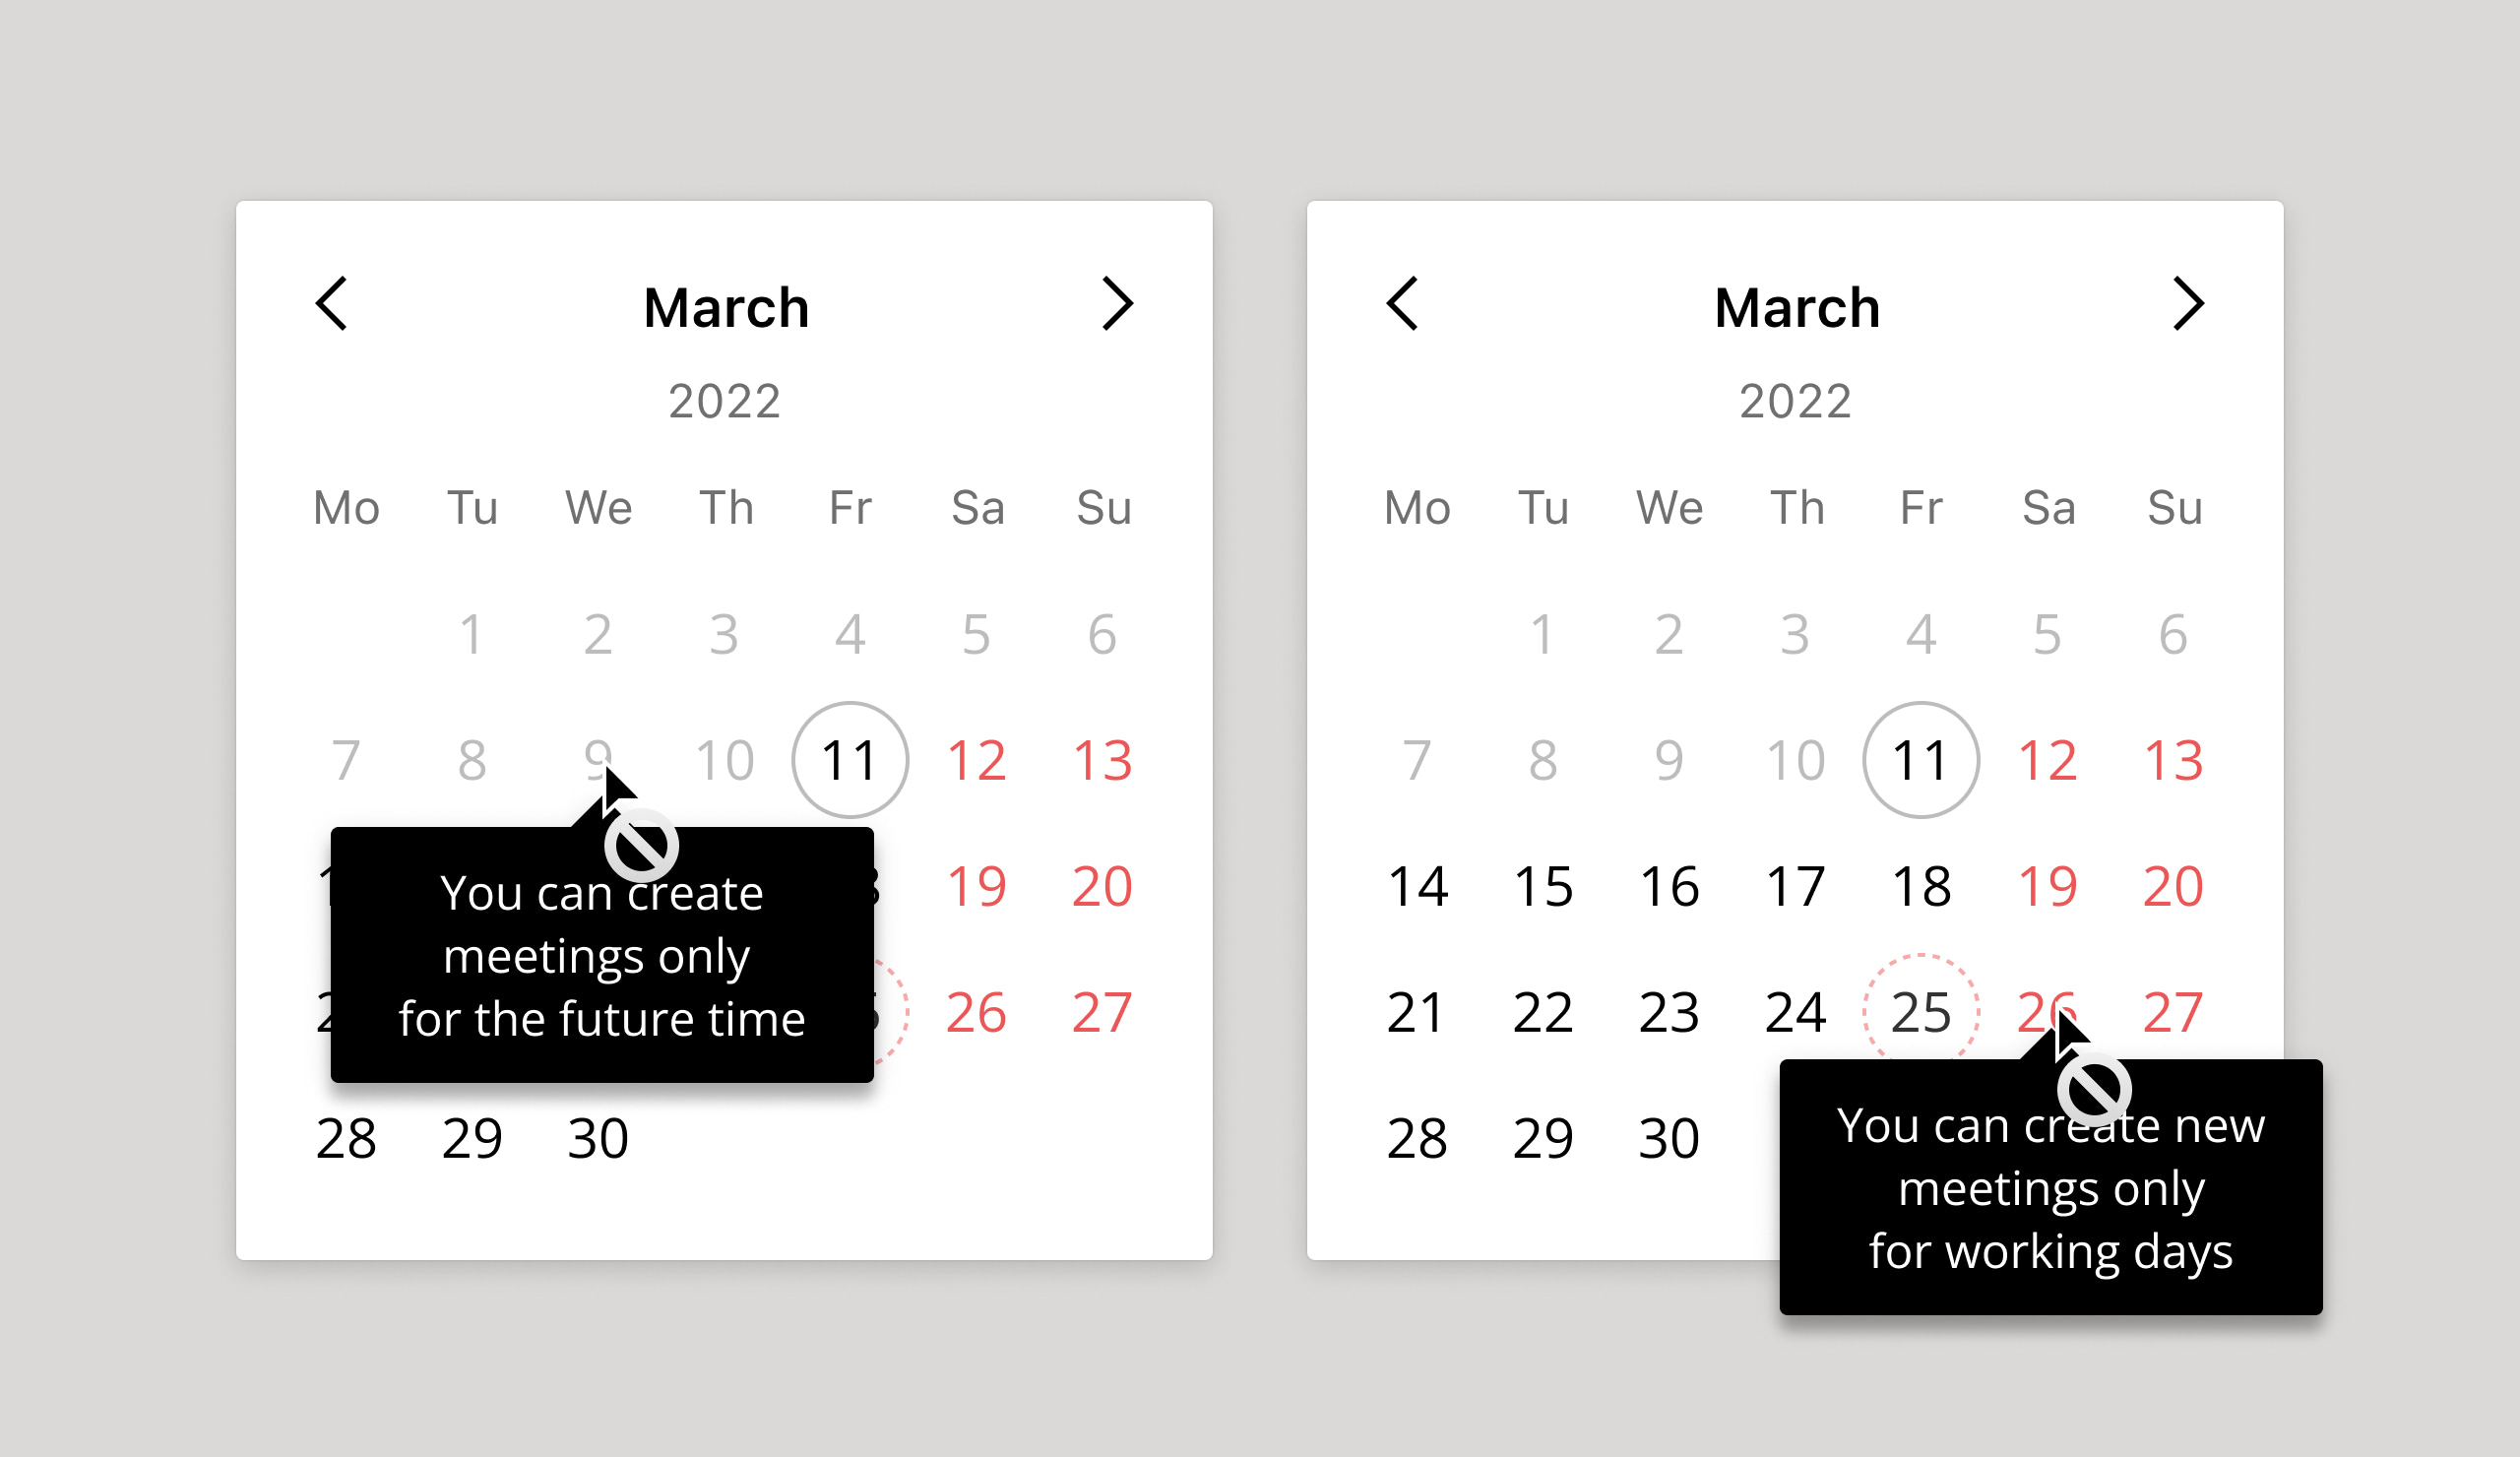 March
2022
Mo Tu We Th Fr Sa Su
1 2 3 4 5 6
7 8 9 10 11 12 13
19 20
26 27
28 29 30
You can create
meetings only
for the future time
March
2022
Mo Tu We Th Fr Sa Su
1 2 3 4 5 6
7 8 9 10 11 12 13
14 15 16 17 18 19 20
21 22 23 24 25 26 27
28 29 30
You can create new
meetings only
for working days